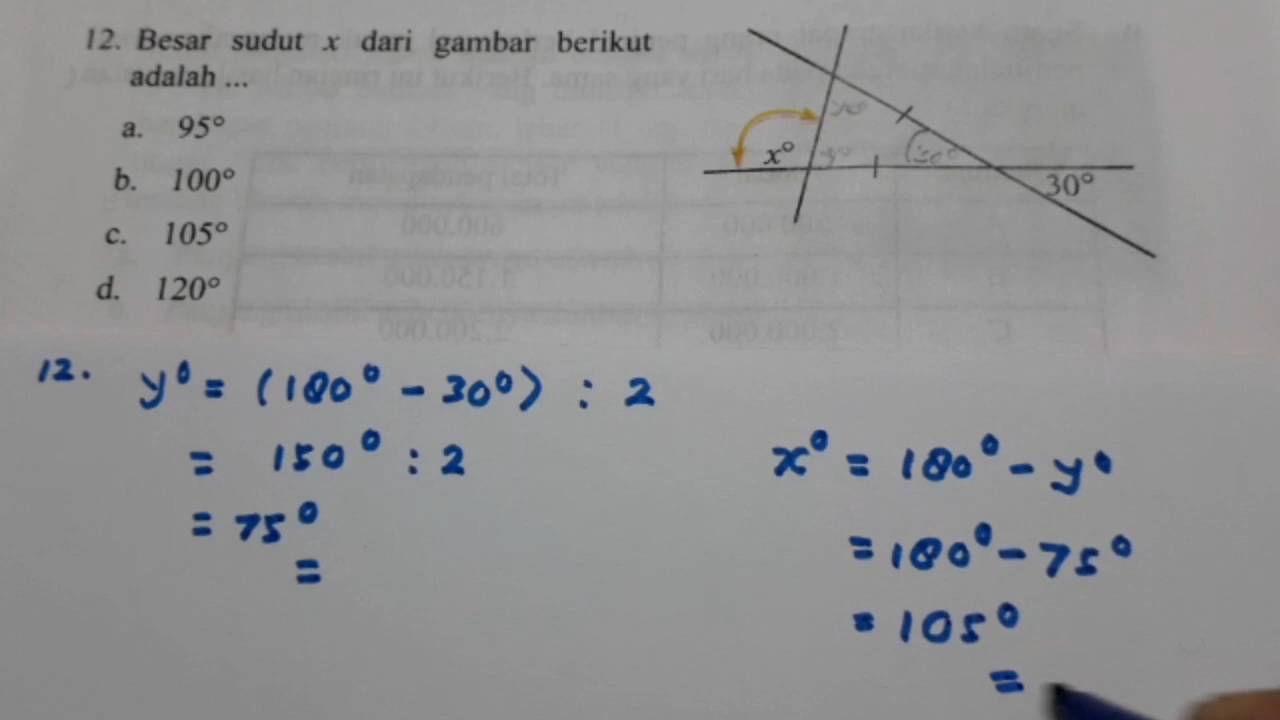 12. Besar sudut x dari gambar berikut
adalah ...
a. 95°
b. 100°
c. 105°
d. 120°
x°
y°
y°
30°
30°
12. y° = (180° - 30°) : 2
= 150° : 2
= 75°
=
x° = 180° - y°
= 180° - 75°
= 105°
=